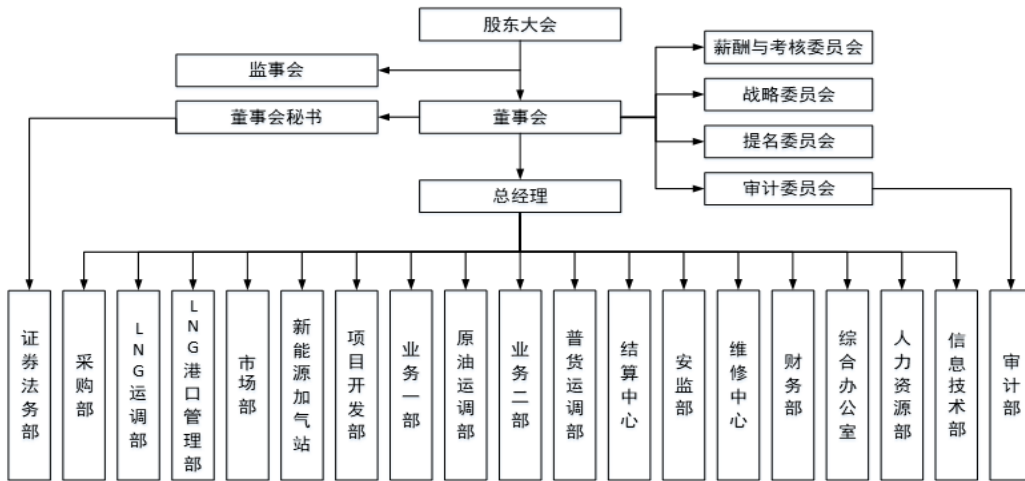 股东大会
监事会
薪酬与考核委员会
战略委员会
董事会秘书
董事会
提名委员会
审计委员会
总经理
证券法务部
采购部
LNG运调部
LNG港口管理部
市场部
新能源加气站
项目开发部
业务一部
原油运调部
业务二部
普货运调部
结算中心
安监部
维修中心
财务部
综合办公室
人力资源部
信息技术部
审计部